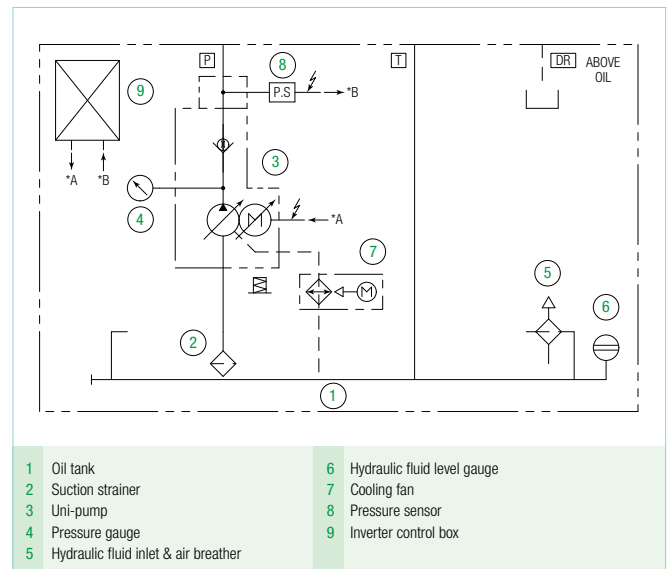 P
T
DR
ABOVE
OIL
8
P.S
*B
9
*A
*B
3
4
M
*A
7
M
5
6
2
1
1 Oil tank
2 Suction strainer
3 Uni-pump
4 Pressure gauge
5 Hydraulic fluid inlet & air breather
6 Hydraulic fluid level gauge
7 Cooling fan
8 Pressure sensor
9 Inverter control box